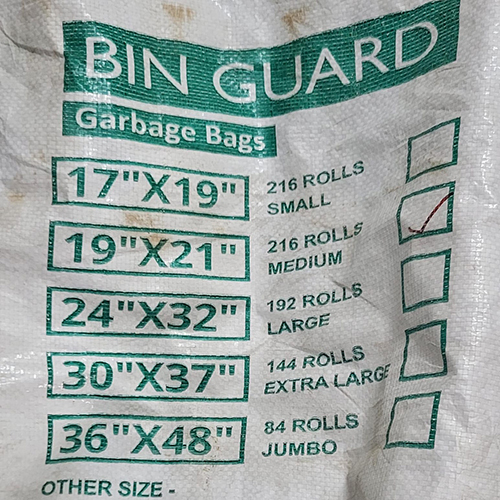 BIN GUARD
Garbage Bags
17"X19"
216 ROLLS
SMALL
19"X21"
216 ROLLS
MEDIUM
24"X32"
192 ROLLS
LARGE
30"X37"
144 ROLLS
EXTRA LARGE
36"X48"
84 ROLLS
JUMBO
OTHER SIZE -